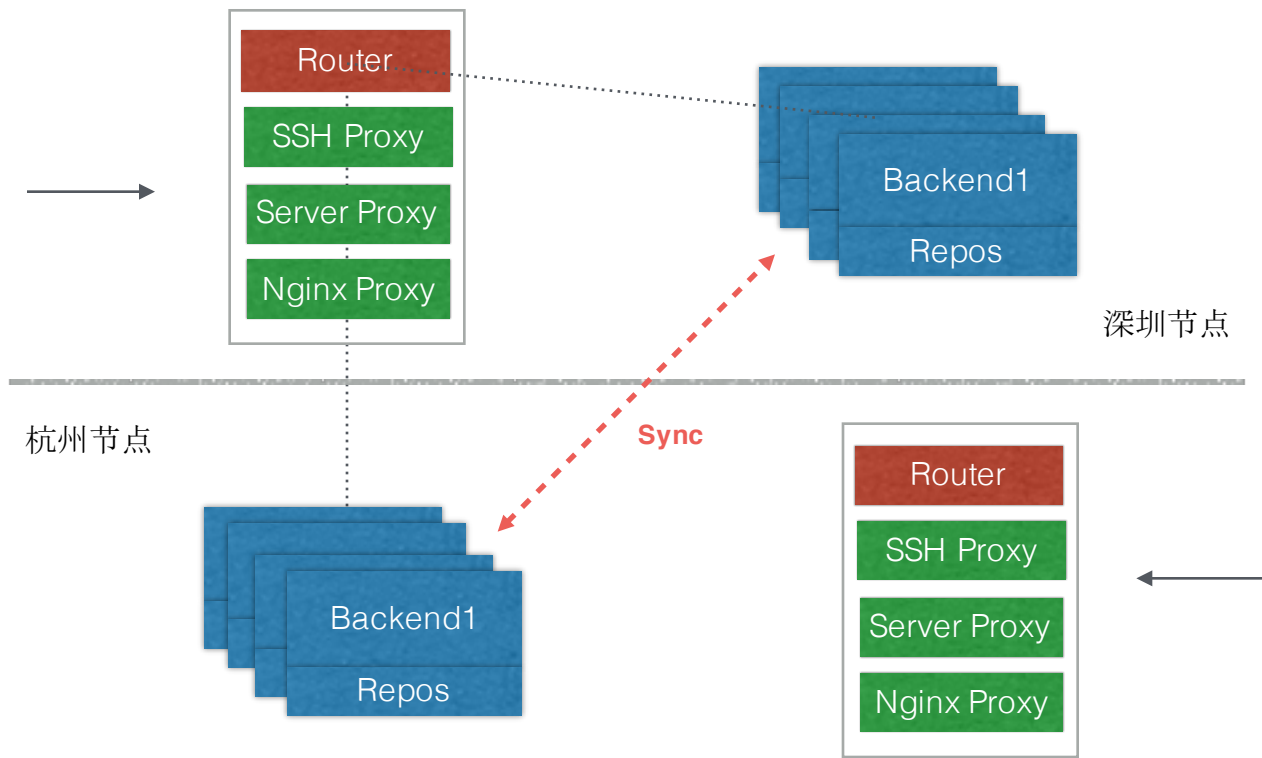 Router
SSH Proxy
Server Proxy
Nginx Proxy
Backend1
Repos
深圳节点
杭州节点
Sync
Backend1
Repos
Router
SSH Proxy
Server Proxy
Nginx Proxy